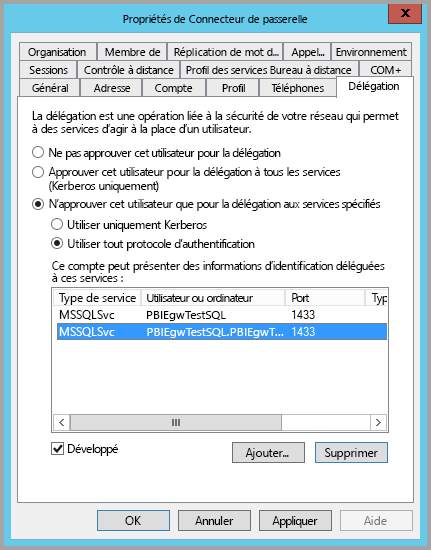 Propriétés de Connecteur de passerelle
x
Organisation Membre de Réplication de mot d... Appel... Environnement
Sessions Contrôle à distance Profil des services Bureau à distance COM+
Général Adresse Compte Profil Téléphones Délégation
La délégation est une opération liée à la sécurité de votre réseau qui permet
à des services d'agir à la place d'un utilisateur.
Ne pas approuver cet utilisateur pour la délégation
Approuver cet utilisateur pour la délégation à tous les services
(Kerberos uniquement)
N'approuver cet utilisateur que pour la délégation aux services spécifiés
Utiliser uniquement Kerberos
Utiliser tout protocole d'authentification
Ce compte peut présenter des informations d'identification déléguées
à ces services :
Type de service Utilisateur ou ordinateur Port Typ
MSSQLSvc PBIEgwTestSQL 1433
MSSQLSvc PBIEgwTestSQL.PBIEgwT... 1433
Développé Ajouter... Supprimer
OK Annuler Appliquer Aide